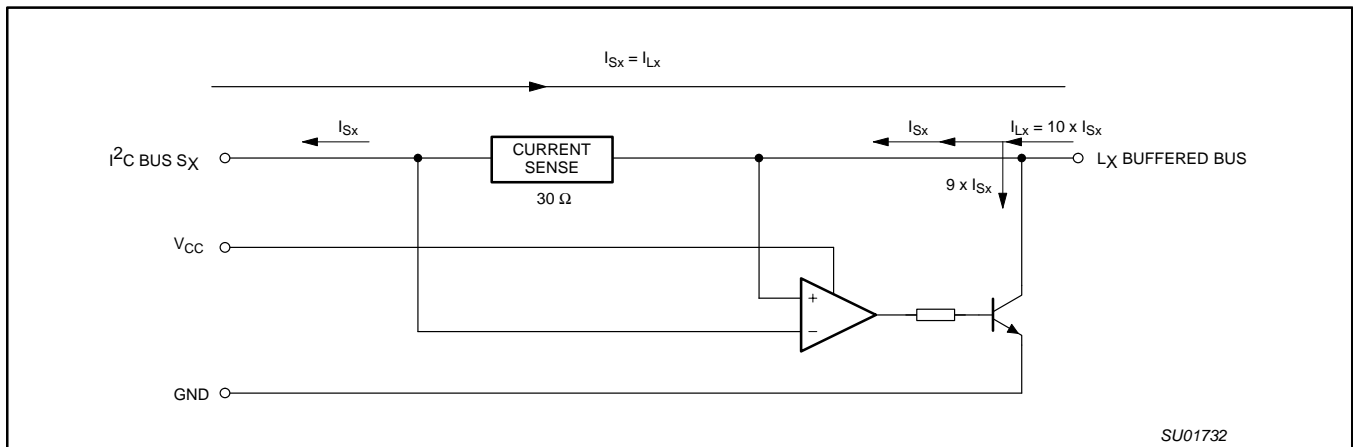 I_Sx = I_Lx
I_Sx
I_Sx
I_Lx = 10 x I_Sx
I²C BUS S_X
CURRENT
SENSE
L_X BUFFERED BUS
30 Ω
9 x I_Sx
V_CC
+
–
GND
SU01732